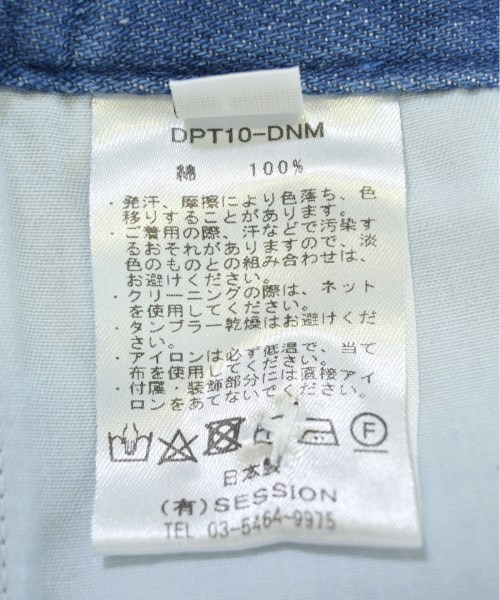 DPT10-DNM
綿 100%
・発汗、摩擦により色落ち、色
移りすることがあります。
・ご着用の際、汗などで汚染す
るおそれがありますので、淡
色のものとの組み合わせは、
お避けください。
・クリーニングの際は、ネット
を使用してください。
・タンブラー乾燥はお避けくだ
さい。
・アイロンは必ず低温で、当て
布を使用してください。
・付属・装飾部分には直接アイ
ロンをあてないでください。
F
日本製
(有)SESSION
TEL 03-5464-9975